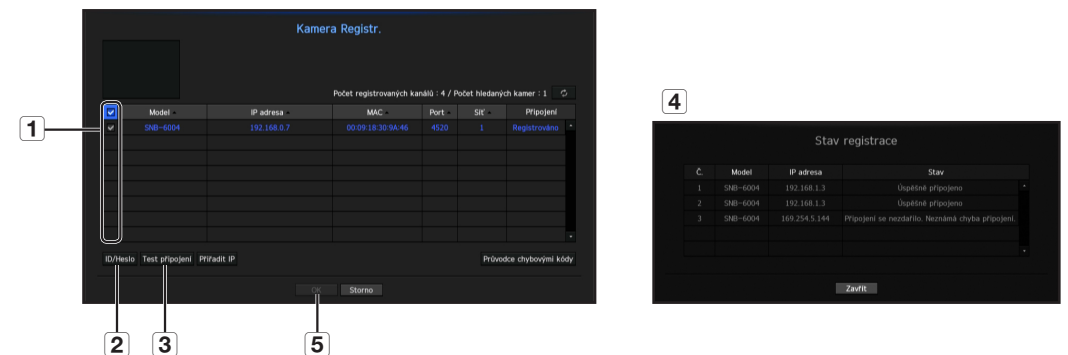 Kamera Registr.
Počet registrovaných kanálů : 4 / Počet hledaných kamer : 1
Model IP adresa MAC Port Síť Připojení
SNB-6004 192.168.0.7 00:09:18:30:9A:46 4520 1 Registrováno
ID/Heslo Test připojení Přiřadit IP Průvodce chybovými kódy
OK Storno
1
2 3 5
4
Stav registrace
Č. Model IP adresa Stav
1 SNB-6004 192.168.1.3 Úspěšně připojeno
2 SNB-6004 192.168.1.3 Úspěšně připojeno
3 SNB-6004 169.254.5.144 Připojení se nezdařilo. Neznámá chyba připojení.
Zavřít